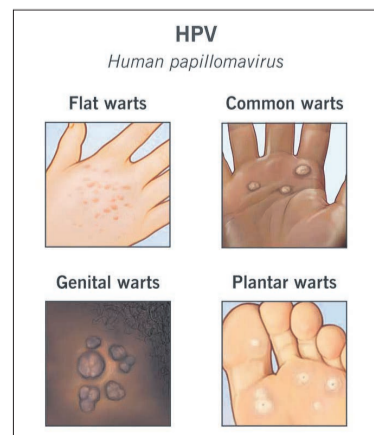 HPV
Human papillomavirus
Flat warts
Common warts
Genital warts
Plantar warts